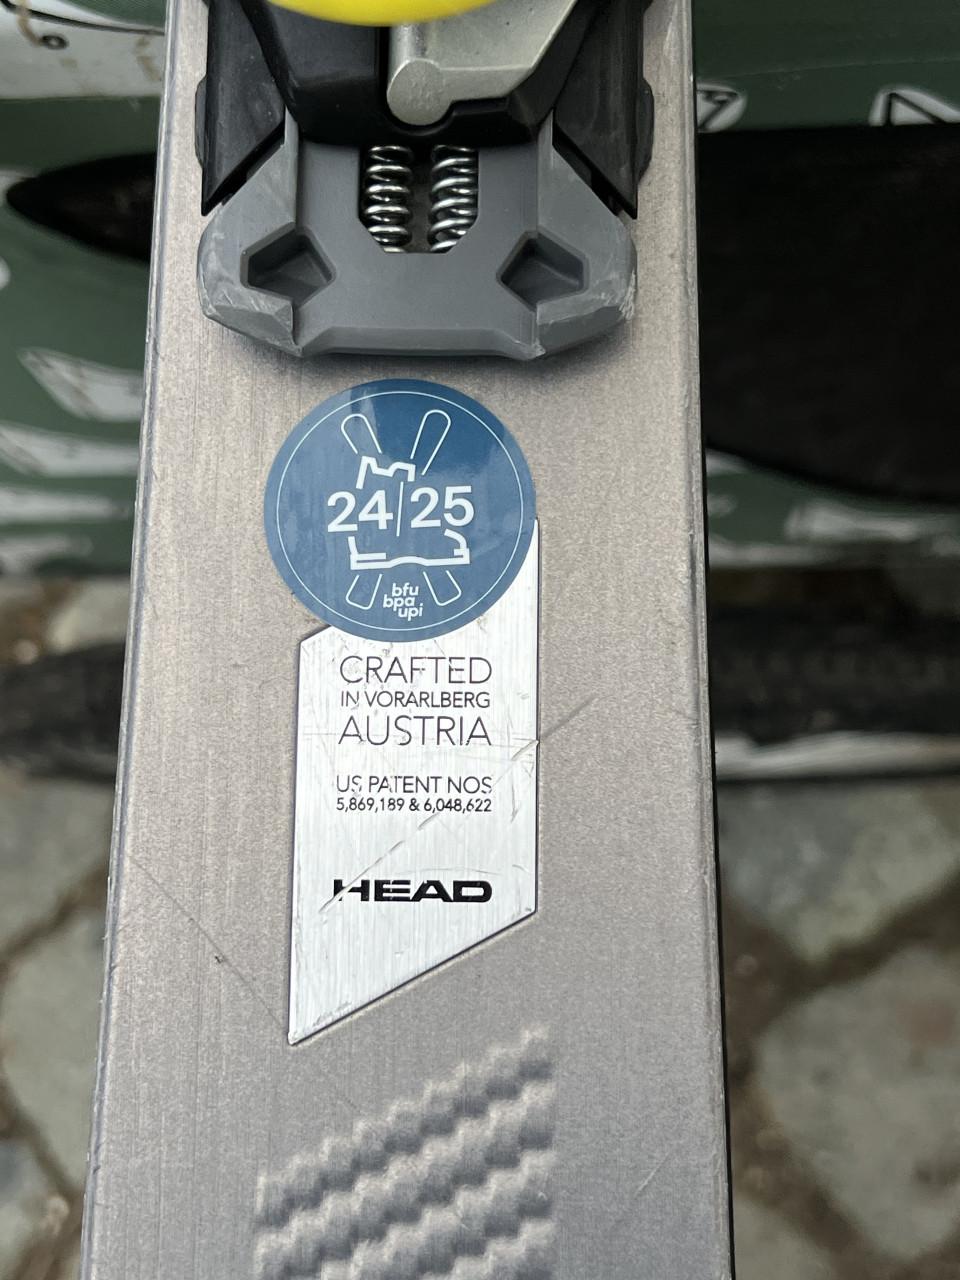 24|25
bfu
bpa
upi
CRAFTED
IN VORARLBERG
AUSTRIA
US PATENT NOS
5,869,189 & 6,048,622
HEAD